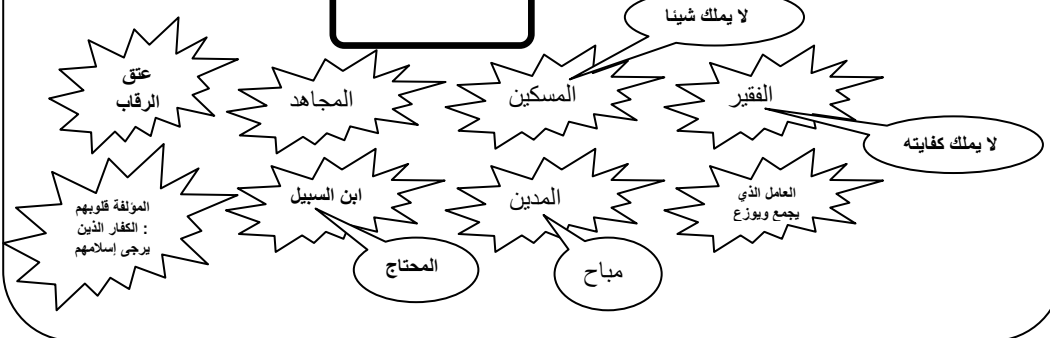 لا يملك شيئا
الفقير
المسكين
المجاهد
عتق
الرقاب
لا يملك كفايته
العامل الذي
يجمع ويوزع
المدين
ابن السبيل
المؤلفة قلوبهم
: الكفار الذين
يرجى إسلامهم
مباح
المحتاج